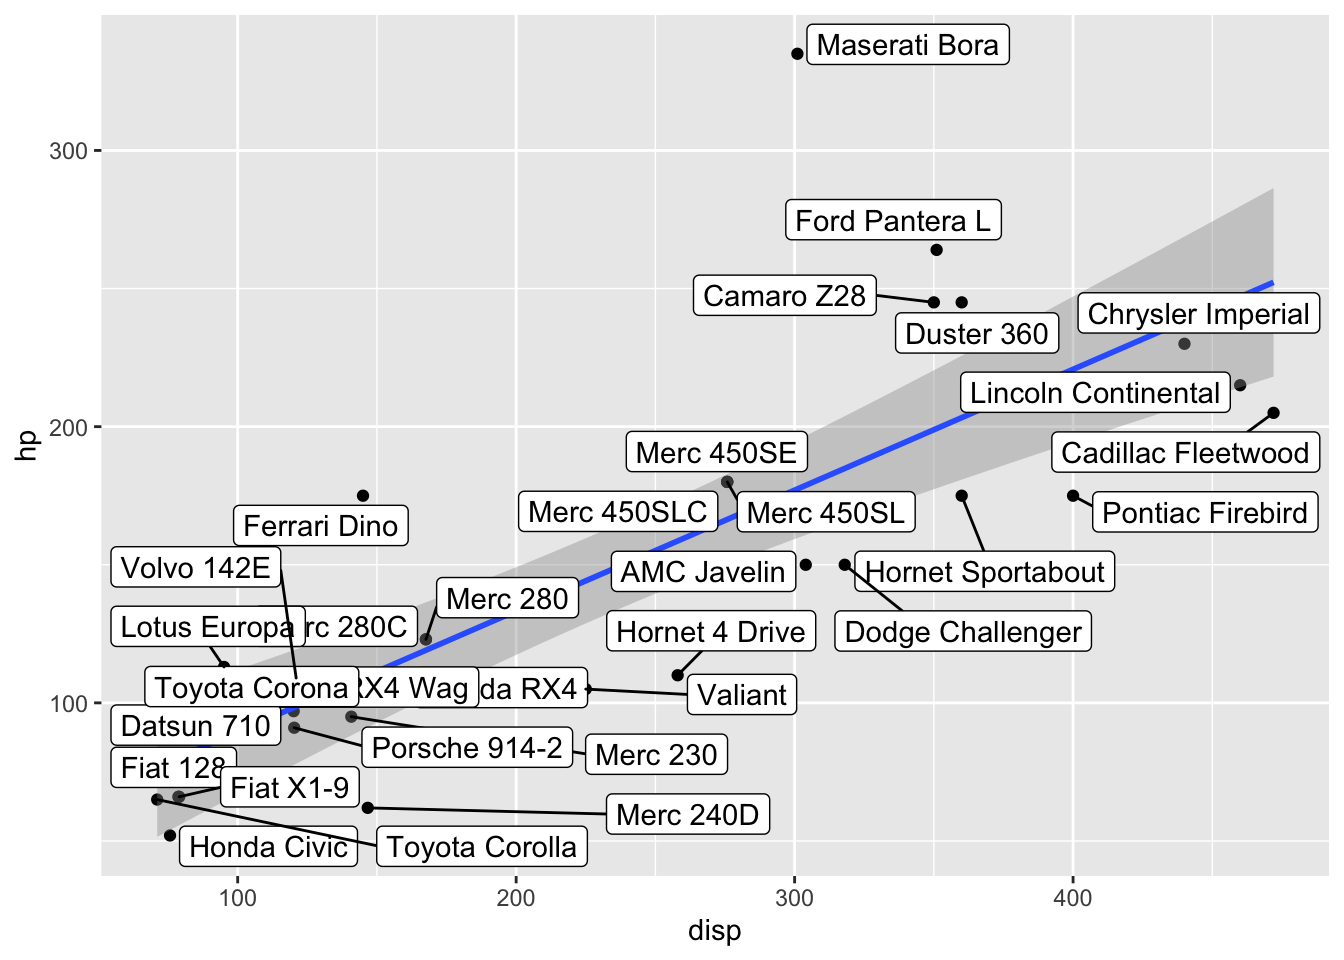 Maserati Bora
300
Ford Pantera L
Camaro Z28
Duster 360
Chrysler Imperial
Lincoln Continental
200
hp
Merc 450SE
Cadillac Fleetwood
Merc 450SLC
Merc 450SL
Pontiac Firebird
Ferrari Dino
Volvo 142E
AMC Javelin
Hornet Sportabout
Merc 280
Lotus Europa
rc 280C
Hornet 4 Drive
Dodge Challenger
Toyota Corona
RX4 Wag
da RX4
Valiant
100
Datsun 710
Porsche 914-2
Merc 230
Fiat 128
Fiat X1-9
Merc 240D
Honda Civic
Toyota Corolla
100 200 300 400
disp